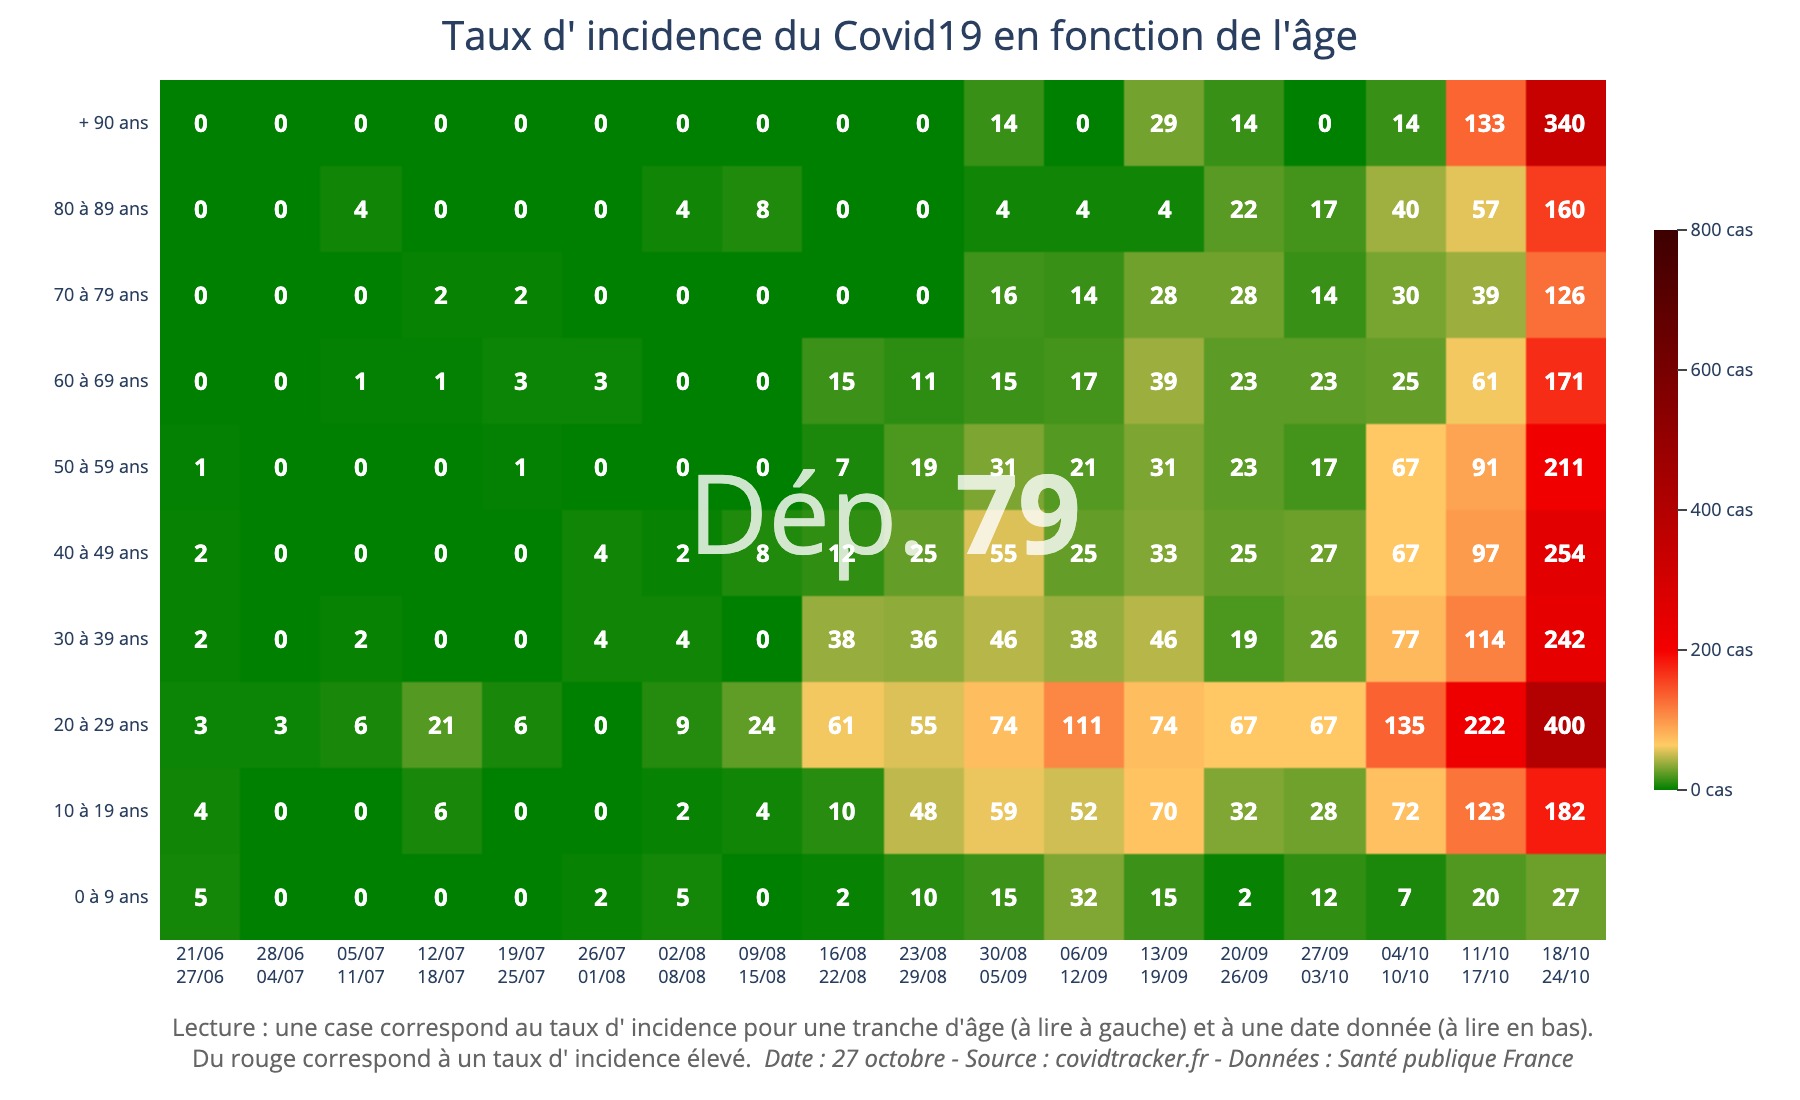 Taux d' incidence du Covid19 en fonction de l'âge
+ 90 ans 0 0 0 0 0 0 0 0 0 0 14 0 29 14 0 14 133 340
80 à 89 ans 0 0 4 0 0 0 4 8 0 0 4 4 4 22 17 40 57 160
70 à 79 ans 0 0 0 2 2 0 0 0 0 0 16 14 28 28 14 30 39 126
60 à 69 ans 0 0 1 1 3 3 0 0 15 11 15 17 39 23 23 25 61 171
50 à 59 ans 1 0 0 0 1 0 0 0 7 19 31 21 31 23 17 67 91 211
Dép. 79
40 à 49 ans 2 0 0 0 0 4 2 8 12 25 55 25 33 25 27 67 97 254
30 à 39 ans 2 0 2 0 0 4 4 0 38 36 46 38 46 19 26 77 114 242
20 à 29 ans 3 3 6 21 6 0 9 24 61 55 74 111 74 67 67 135 222 400
10 à 19 ans 4 0 0 6 0 0 2 4 10 48 59 52 70 32 28 72 123 182
0 à 9 ans 5 0 0 0 0 2 5 0 2 10 15 32 15 2 12 7 20 27
21/06 28/06 05/07 12/07 19/07 26/07 02/08 09/08 16/08 23/08 30/08 06/09 13/09 20/09 27/09 04/10 11/10 18/10
27/06 04/07 11/07 18/07 25/07 01/08 08/08 15/08 22/08 29/08 05/09 12/09 19/09 26/09 03/10 10/10 17/10 24/10
800 cas
600 cas
400 cas
200 cas
0 cas
Lecture : une case correspond au taux d' incidence pour une tranche d'âge (à lire à gauche) et à une date donnée (à lire en bas).
Du rouge correspond à un taux d' incidence élevé. Date : 27 octobre - Source : covidtracker.fr - Données : Santé publique France